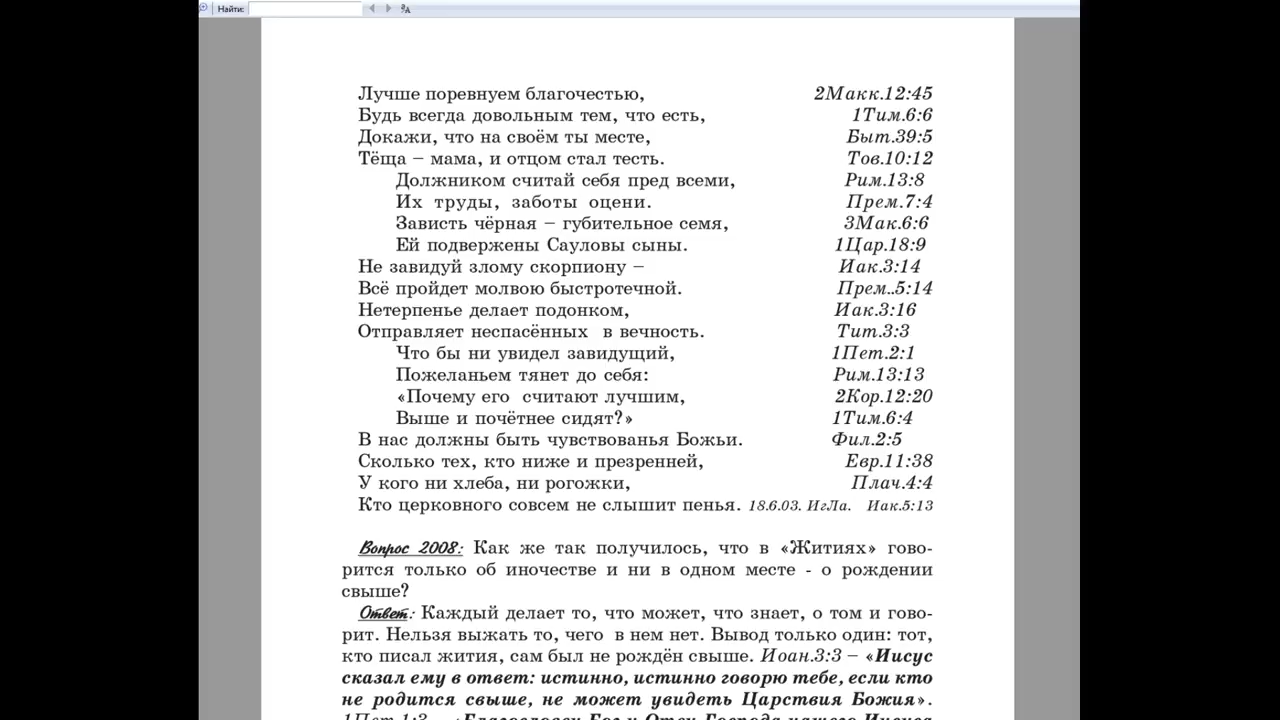 Найти:
Лучше поревнуем благочестью, 2Макк.12:45
Будь всегда довольным тем, что есть, 1Тим.6:6
Докажи, что на своём ты месте, Быт.39:5
Тёща – мама, и отцом стал тесть. Тов.10:12
Должником считай себя пред всеми, Рим.13:8
Их труды, заботы оцени. Прем.7:4
Зависть чёрная – губительное семя, 3Мак.6:6
Ей подвержены Сауловы сыны. 1Цар.18:9
Не завидуй злому скорпиону – Иак.3:14
Всё пройдет молвою быстротечной. Прем..5:14
Нетерпенье делает подонком, Иак.3:16
Отправляет неспасённых в вечность. Тит.3:3
Что бы ни увидел завидущий, 1Пет.2:1
Пожеланьем тянет до себя: Рим.13:13
«Почему его считают лучшим, 2Кор.12:20
Выше и почётнее сидят?» 1Тим.6:4
В нас должны быть чувствованья Божьи. Фил.2:5
Сколько тех, кто ниже и презренней, Евр.11:38
У кого ни хлеба, ни рогожки, Плач.4:4
Кто церковного совсем не слышит пенья. 18.6.03. ИгЛа. Иак.5:13
Вопрос 2008: Как же так получилось, что в «Житиях» гово-
рится только об иночестве и ни в одном месте - о рождении
свыше?
Ответ: Каждый делает то, что может, что знает, о том и гово-
рит. Нельзя выжать то, чего в нем нет. Вывод только один: тот,
кто писал жития, сам был не рождён свыше. Иоан.3:3 – «Иисус
сказал ему в ответ: истинно, истинно говорю тебе, если кто
не родится свыше, не может увидеть Царствия Божия».
1Пет.1:3 – «Благословен Бог и Отец Господа нашего Иисуса